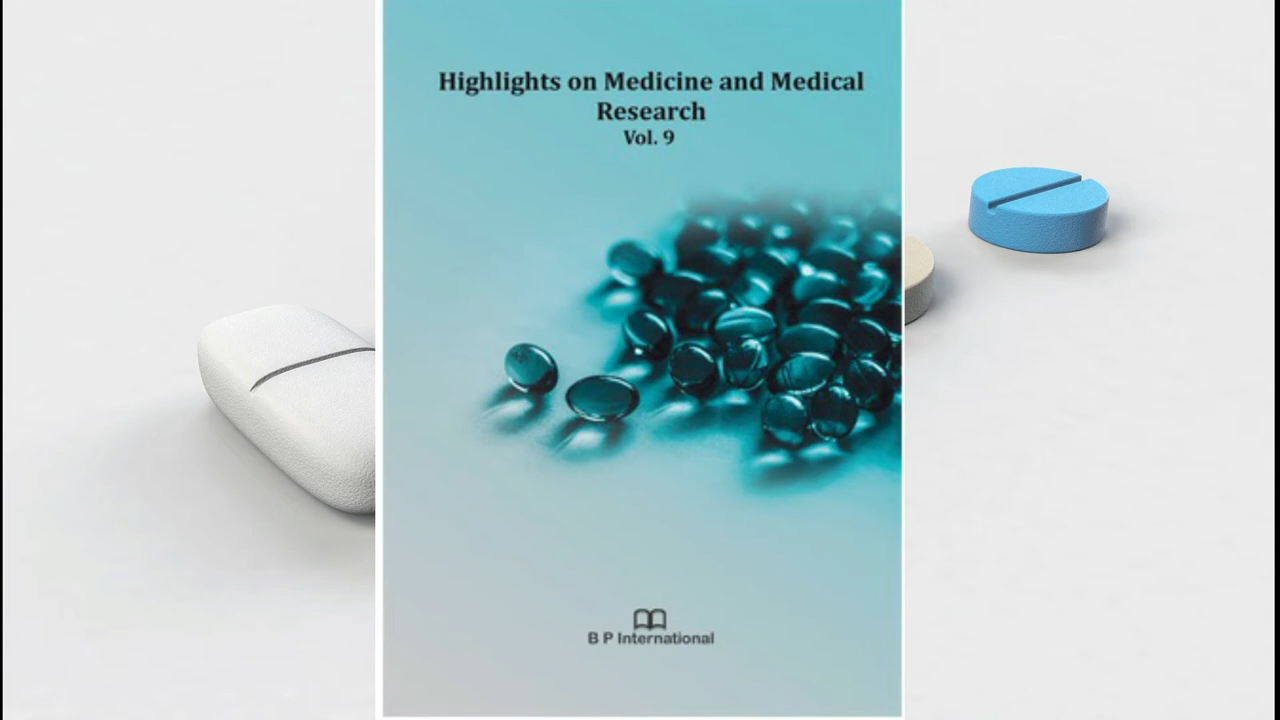 Highlights on Medicine and Medical
Research
Vol. 9
B P International